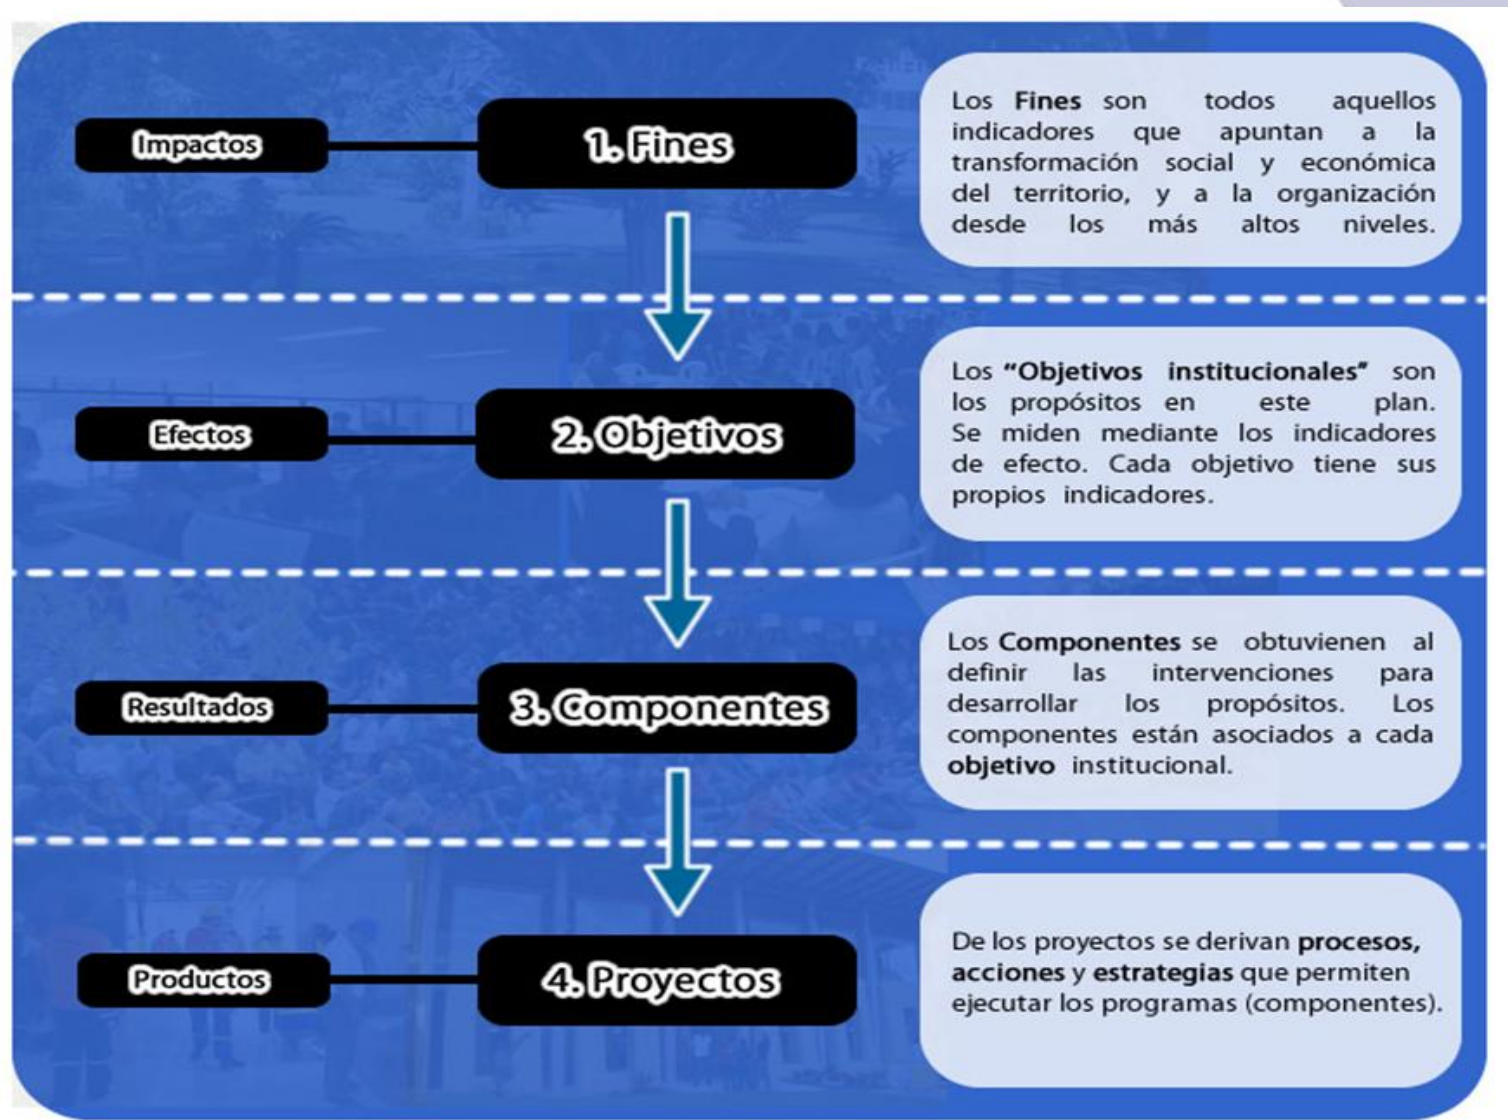 Impactos
1. Fines
Los Fines son todos aquellos
indicadores que apuntan a la
transformación social y económica
del territorio, y a la organización
desde los más altos niveles.
Efectos
2. Objetivos
Los “Objetivos institucionales” son
los propósitos en este plan.
Se miden mediante los indicadores
de efecto. Cada objetivo tiene sus
propios indicadores.
Resultados
3. Componentes
Los Componentes se obtuvienen al
definir las intervenciones para
desarrollar los propósitos. Los
componentes están asociados a cada
objetivo institucional.
Productos
4. Proyectos
De los proyectos se derivan procesos,
acciones y estrategias que permiten
ejecutar los programas (componentes).